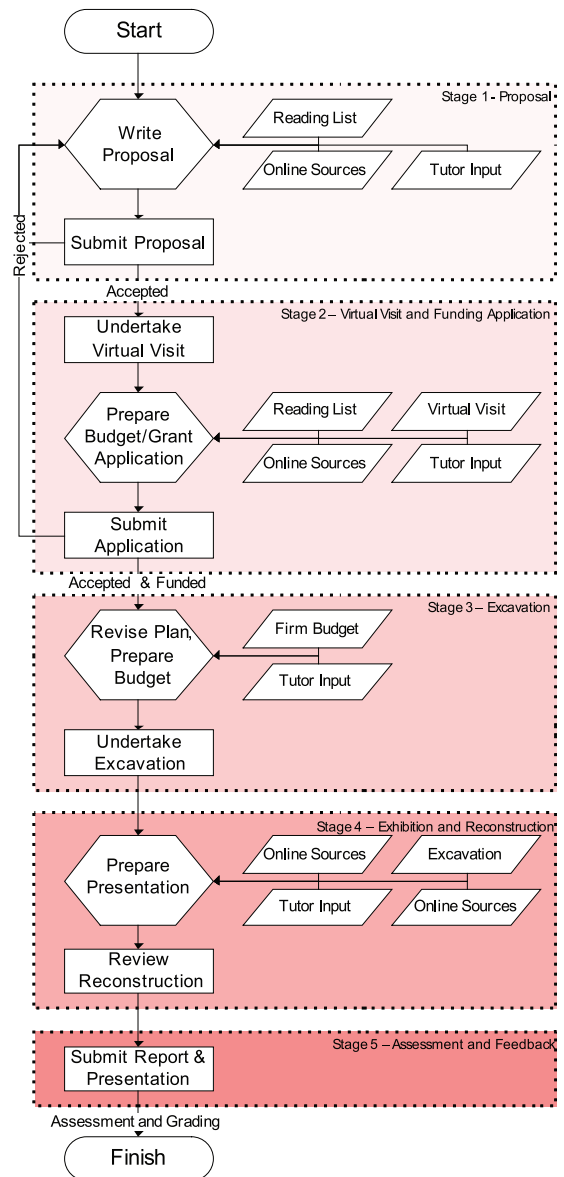 Start
Stage 1 - Proposal
Reading List
Write
Proposal
Online Sources
Tutor Input
Submit Proposal
Rejected
Accepted
Stage 2 – Virtual Visit and Funding Application
Undertake
Virtual Visit
Reading List
Virtual Visit
Prepare
Budget/Grant
Application
Online Sources
Tutor Input
Submit
Application
Accepted & Funded
Stage 3 – Excavation
Revise Plan,
Prepare
Budget
Firm Budget
Tutor Input
Undertake
Excavation
Stage 4 – Exhibition and Reconstruction
Online Sources
Excavation
Prepare
Presentation
Tutor Input
Online Sources
Review
Reconstruction
Stage 5 – Assessment and Feedback
Submit Report &
Presentation
Assessment and Grading
Finish